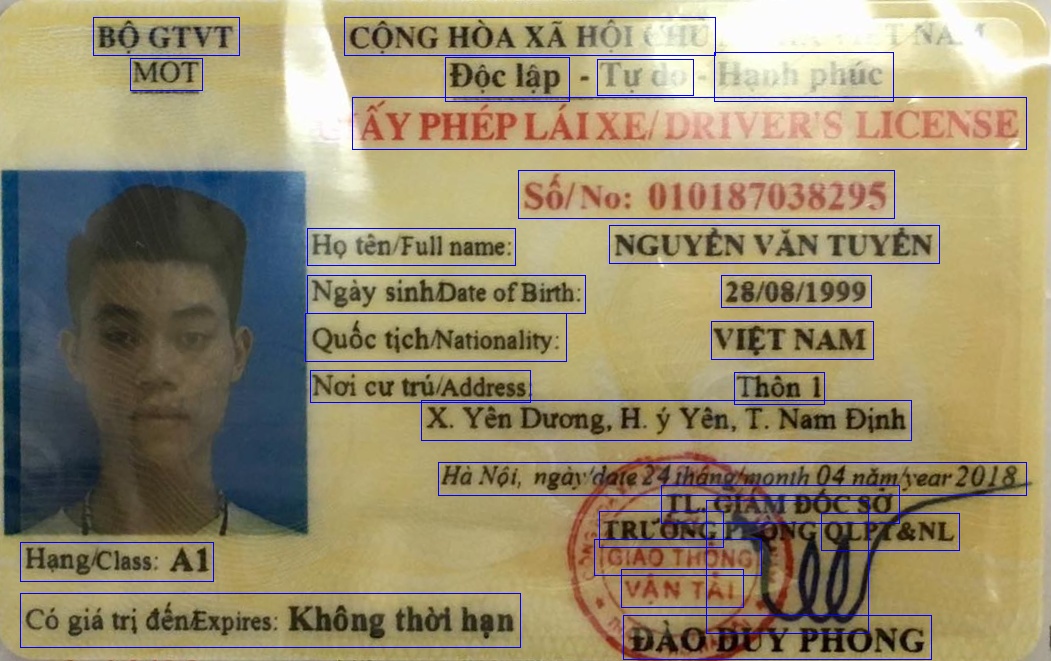 BỘ GTVT
CỘNG HÒA XÃ HỘI CHỦ NGHĨA VIỆT NAM
MOT
Độc lập - Tự do - Hạnh phúc
GIẤY PHÉP LÁI XE/ DRIVER'S LICENSE
Số/No: 010187038295
Họ tên/Full name: NGUYỄN VĂN TUYỂN
Ngày sinh/Date of Birth: 28/08/1999
Quốc tịch/Nationality: VIỆT NAM
Nơi cư trú/Address: Thôn 1
X. Yên Dương, H. ý Yên, T. Nam Định
Hà Nội, ngày/date 24 tháng/month 04 năm/year 2018
TL. GIÁM ĐỐC SỞ
TRƯỞNG PHÒNG QLPT&NL
GIAO THÔNG
VẬN TẢI
Hạng/Class: A1
Có giá trị đến/Expires: Không thời hạn
ĐÀO DUY PHONG